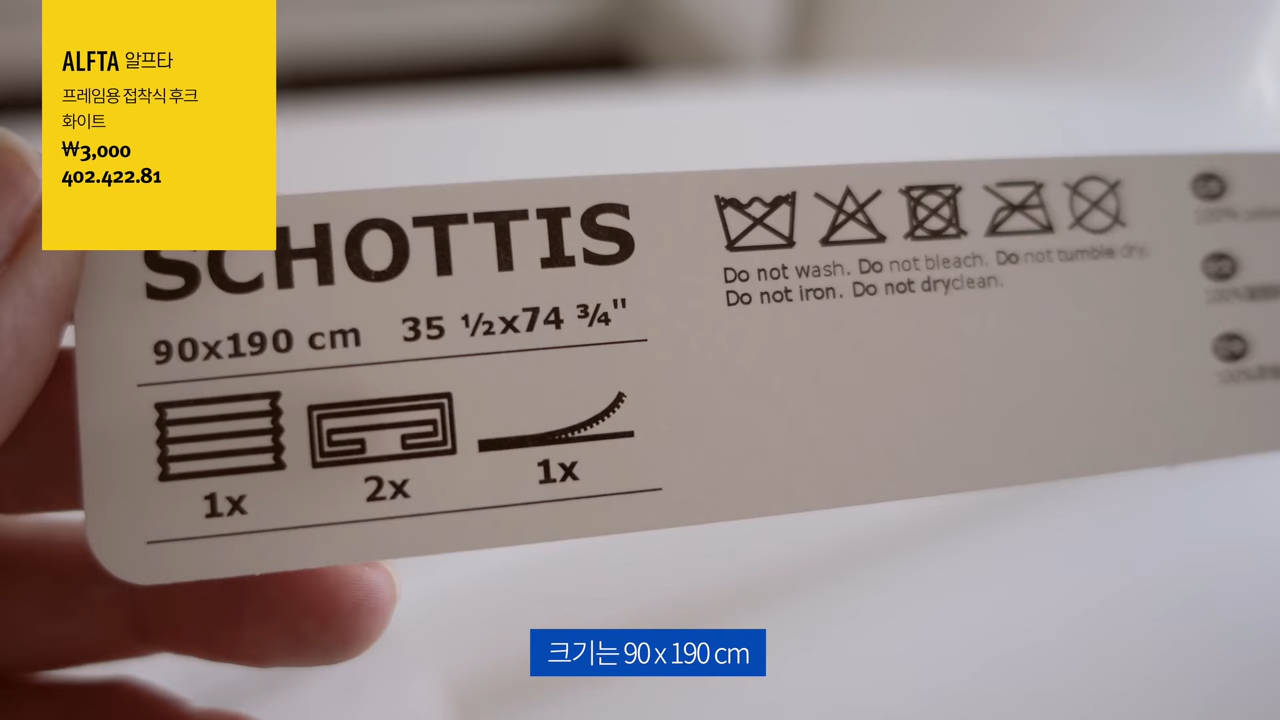 ALFTA 알프타
프레임용 접착식 후크
화이트
₩3,000
402.422.81
SCHOTTIS
90x190 cm 35 ½x74 ¾"
1x
2x
1x
Do not wash. Do not bleach. Do not tumble dry.
Do not iron. Do not dryclean.
크기는 90 x 190 cm